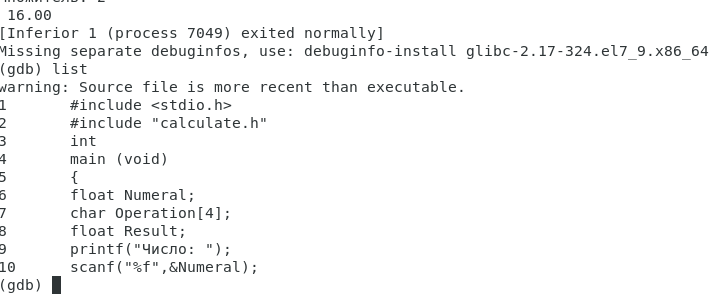 16.00
[Inferior 1 (process 7049) exited normally]
Missing separate debuginfos, use: debuginfo-install glibc-2.17-324.el7_9.x86_64
(gdb) list
warning: Source file is more recent than executable.
1       #include <stdio.h>
2       #include "calculate.h"
3       int
4       main (void)
5       {
6       float Numeral;
7       char Operation[4];
8       float Result;
9       printf("Число: ");
10      scanf("%f",&Numeral);
(gdb)